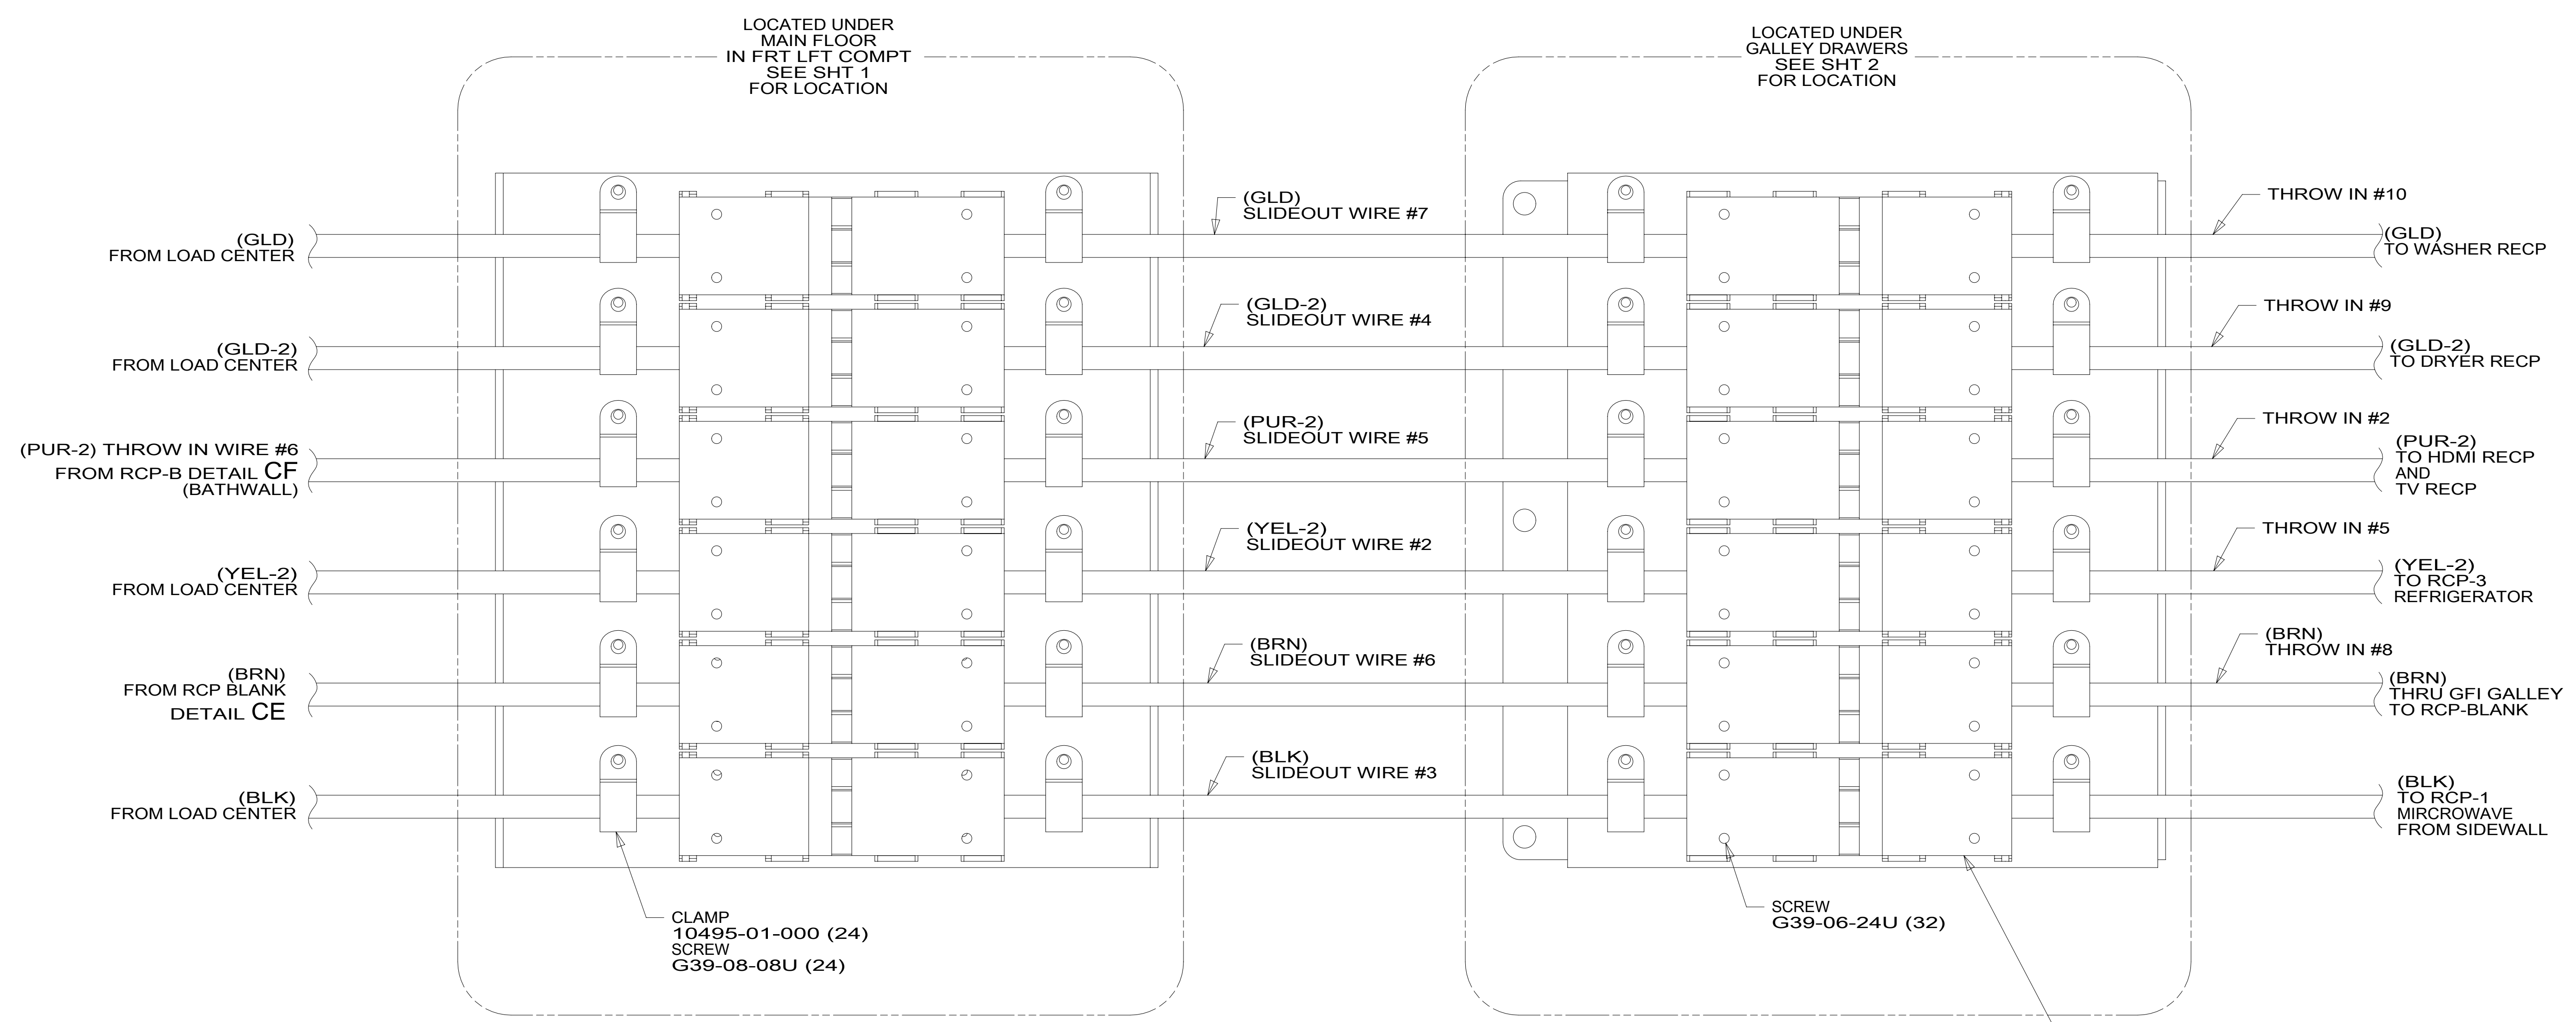 LOCATED UNDER
MAIN FLOOR
IN FRT LFT COMPT
SEE SHT 1
FOR LOCATION
LOCATED UNDER
GALLEY DRAWERS
SEE SHT 2
FOR LOCATION
(GLD)
FROM LOAD CENTER
(GLD)
SLIDEOUT WIRE #7
THROW IN #10
(GLD)
TO WASHER RECP
(GLD-2)
FROM LOAD CENTER
(GLD-2)
SLIDEOUT WIRE #4
THROW IN #9
(GLD-2)
TO DRYER RECP
(PUR-2) THROW IN WIRE #6
FROM RCP-B DETAIL CF
(BATHWALL)
(PUR-2)
SLIDEOUT WIRE #5
THROW IN #2
(PUR-2)
TO HDMI RECP
AND
TV RECP
(YEL-2)
FROM LOAD CENTER
(YEL-2)
SLIDEOUT WIRE #2
THROW IN #5
(YEL-2)
TO RCP-3
REFRIGERATOR
(BRN)
FROM RCP BLANK
DETAIL CE
(BRN)
SLIDEOUT WIRE #6
(BRN)
THROW IN #8
(BRN)
THRU GFI GALLEY
TO RCP-BLANK
(BLK)
FROM LOAD CENTER
(BLK)
SLIDEOUT WIRE #3
(BLK)
TO RCP-1
MIRCROWAVE
FROM SIDEWALL
CLAMP
10495-01-000 (24)
SCREW
G39-08-08U (24)
SCREW
G39-06-24U (32)